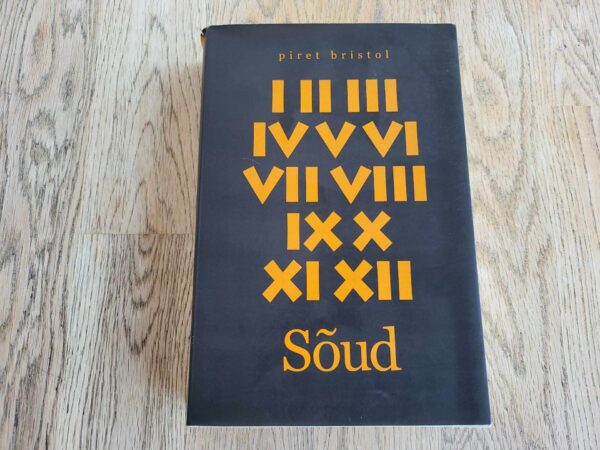 piret bristol
I II III
IV V VI
VII VIII
IX X
XI XII
Sõud